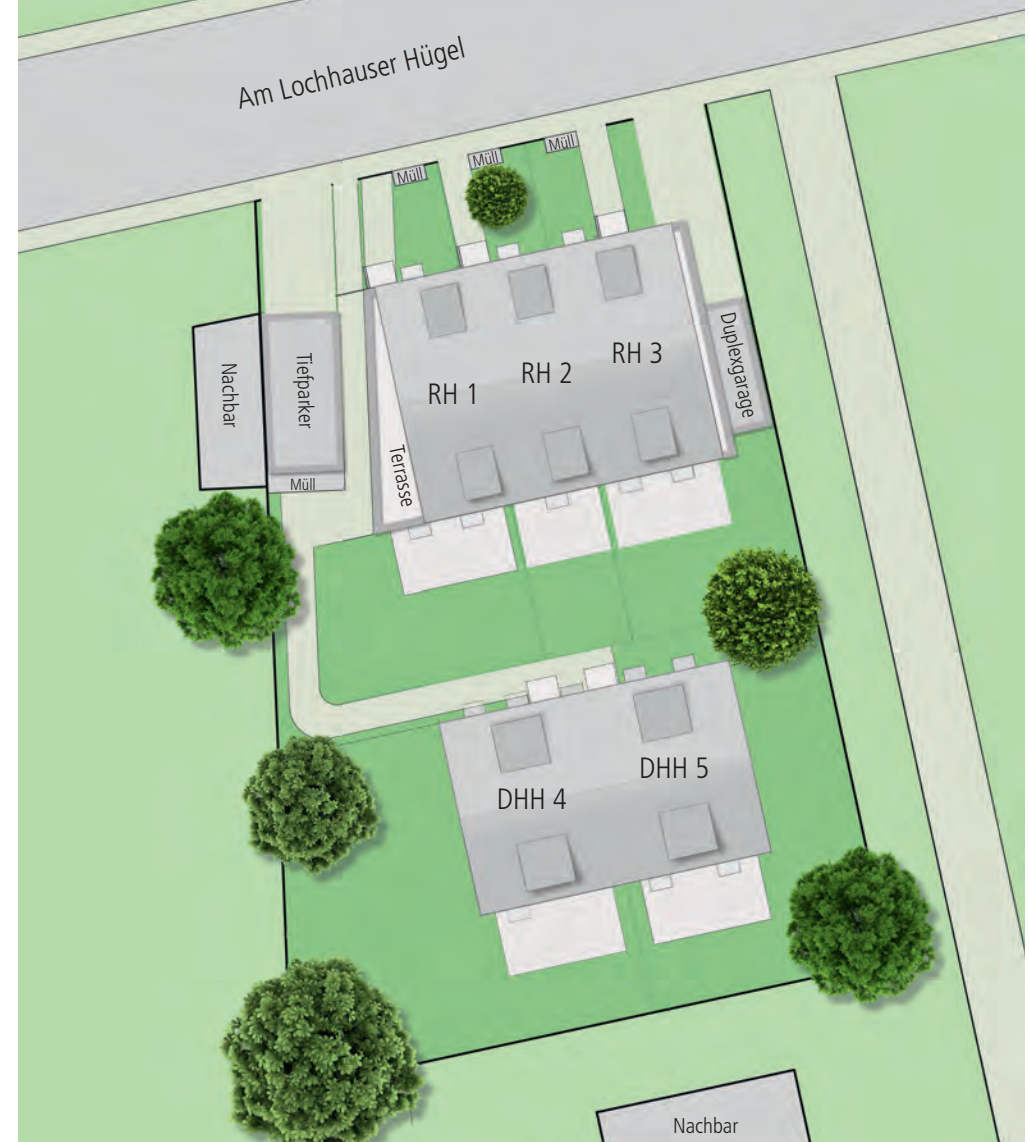 Am Lochhauser Hügel
Müll
Müll
Müll
Nachbar
Tiefparker
Müll
Terrasse
RH 1
RH 2
RH 3
Duplexgarage
DHH 4
DHH 5
Nachbar